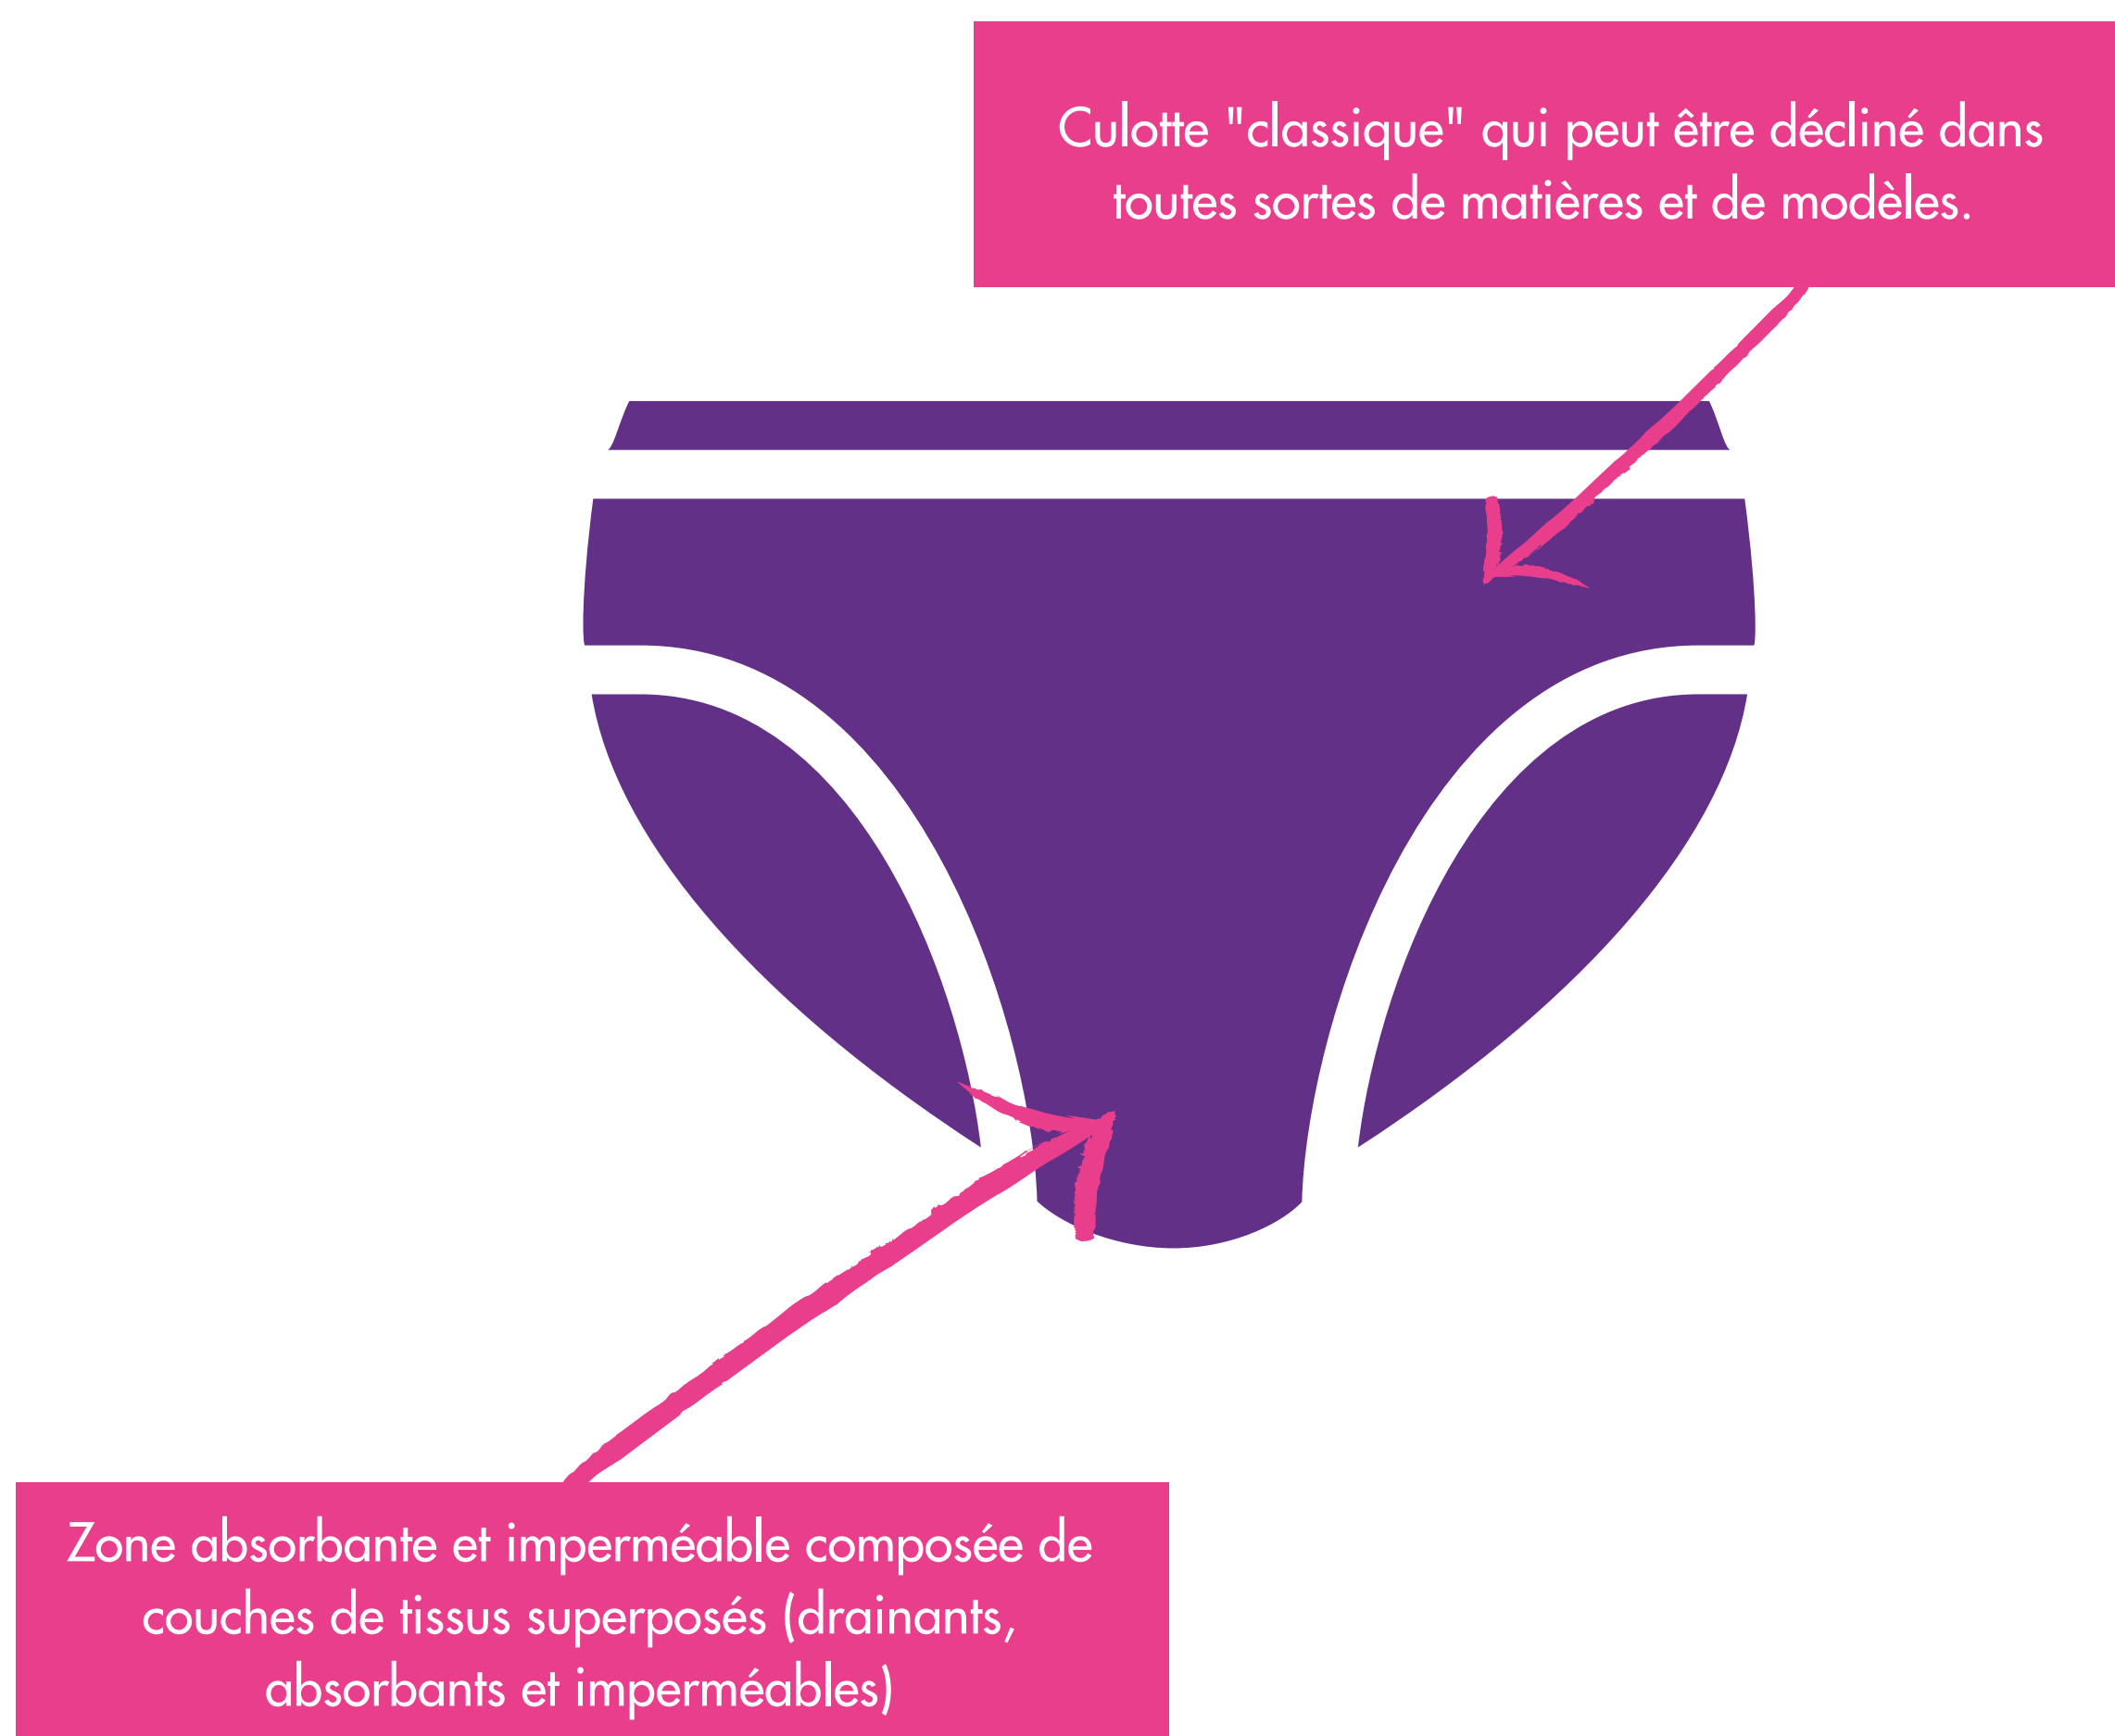 Culotte "classique" qui peut être décliné dans
toutes sortes de matières et de modèles.
Zone absorbante et imperméable composée de
couches de tissus superposés (drainants,
absorbants et imperméables)